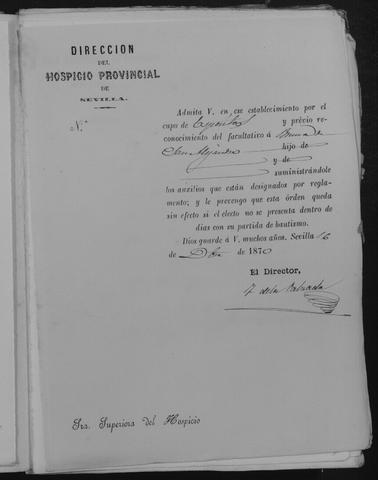 DIRECCION
DEL
HOSPICIO PROVINCIAL
DE
SEVILLA.
N.º
Admita V. en ese establecimiento por el
cupo de Expósitos y prévio re-
conocimiento del facultativo á
hijo de
y de
suministrándole
los auxilios que están designados por regla-
mento; y le prevengo que esta órden queda
sin efecto si el electo no se presenta dentro de
dias con su partida de bautismo.
Dios guarde á V. muchos años. Sevilla 16
de Dbre de 1870
El Director,
Sra. Superiora del Hospicio